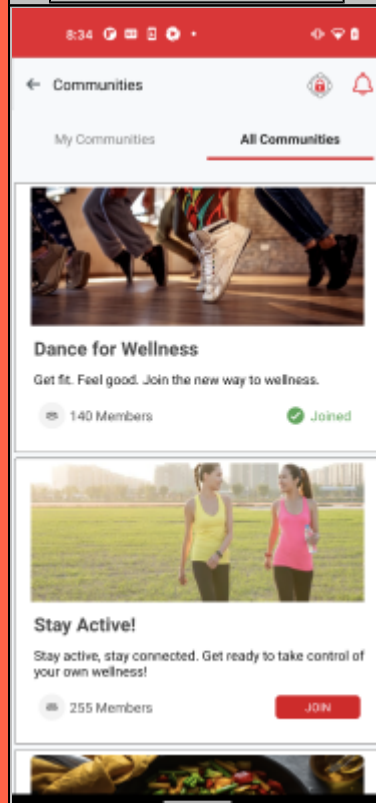 8:34
Communities
My Communities
All Communities
Dance for Wellness
Get fit. Feel good. Join the new way to wellness.
140 Members
Joined
Stay Active!
Stay active, stay connected. Get ready to take control of
your own wellness!
255 Members
JOIN